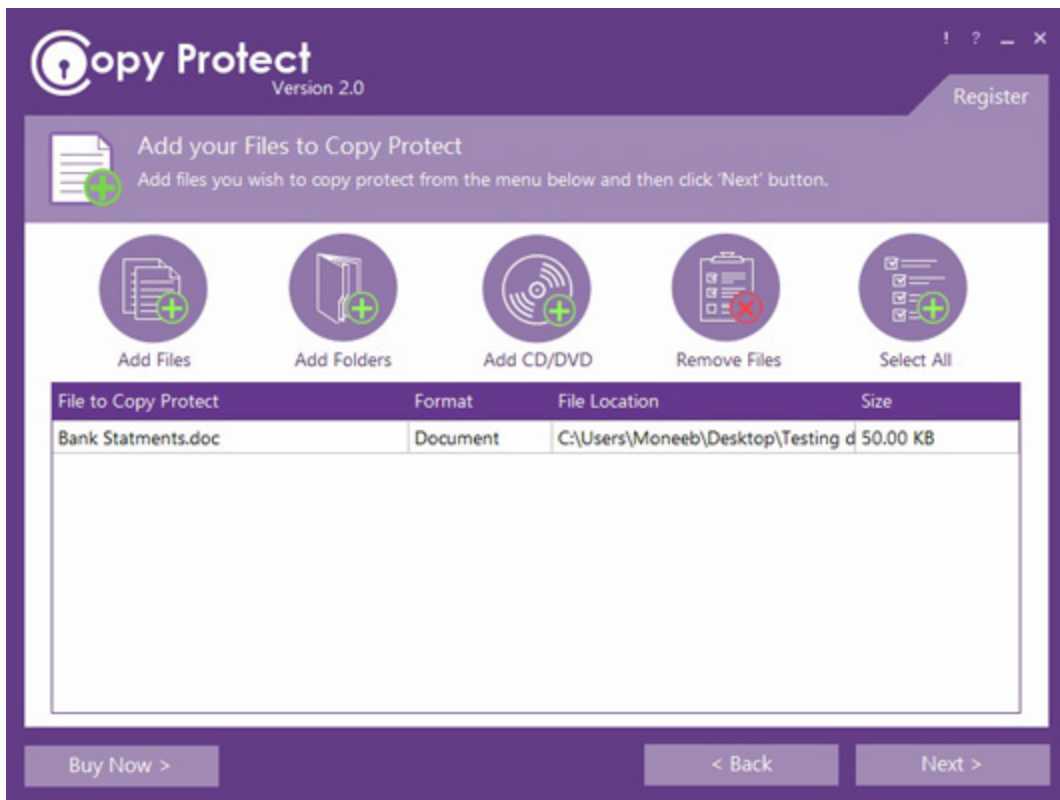 Copy Protect
Version 2.0
! ?
Register
Add your Files to Copy Protect
Add files you wish to copy protect from the menu below and then click 'Next' button.
Add Files Add Folders Add CD/DVD Remove Files Select All
File to Copy Protect Format File Location Size
Bank Statments.doc Document C:\Users\Moneeb\Desktop\Testing d 50.00 KB
Buy Now > < Back Next >